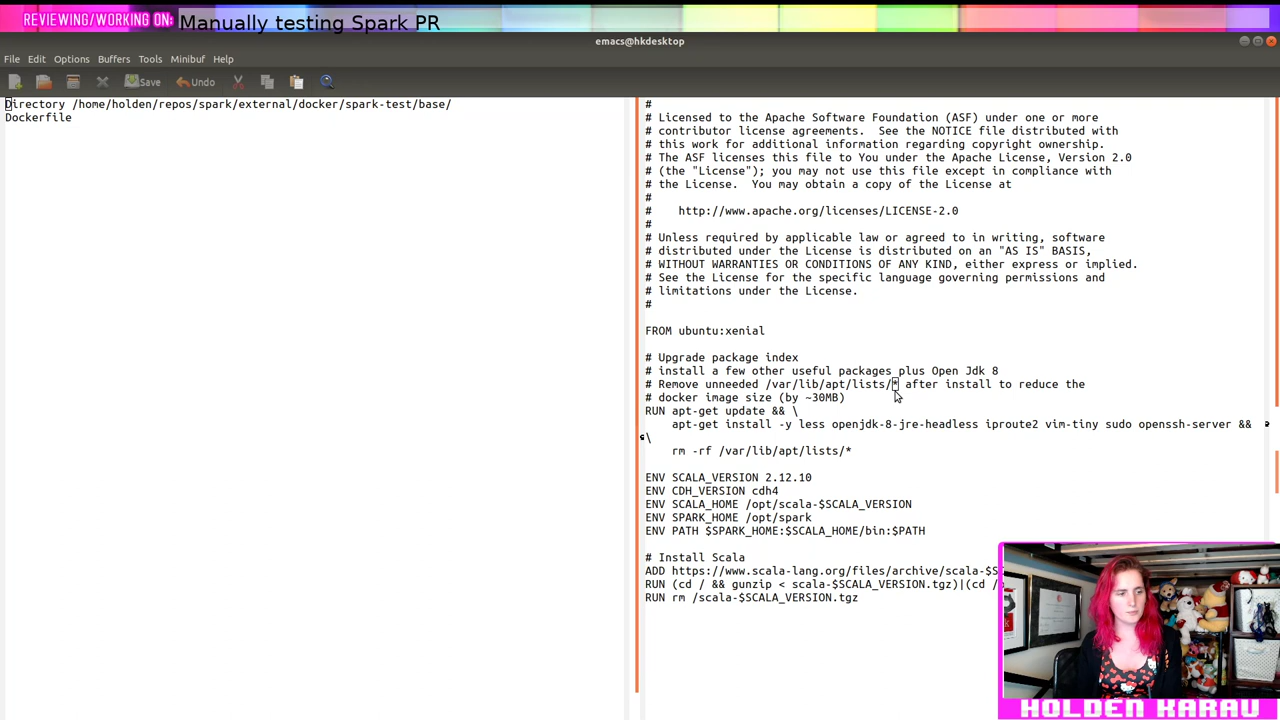 REVIEWING/WORKING ON: Manually testing Spark PR
emacs@hkdesktop
File Edit Options Buffers Tools Minibuf Help
Save Undo
Directory /home/holden/repos/spark/external/docker/spark-test/base/
Dockerfile
#
# Licensed to the Apache Software Foundation (ASF) under one or more
# contributor license agreements.  See the NOTICE file distributed with
# this work for additional information regarding copyright ownership.
# The ASF licenses this file to You under the Apache License, Version 2.0
# (the "License"); you may not use this file except in compliance with
# the License.  You may obtain a copy of the License at
#
#    http://www.apache.org/licenses/LICENSE-2.0
#
# Unless required by applicable law or agreed to in writing, software
# distributed under the License is distributed on an "AS IS" BASIS,
# WITHOUT WARRANTIES OR CONDITIONS OF ANY KIND, either express or implied.
# See the License for the specific language governing permissions and
# limitations under the License.
#
FROM ubuntu:xenial
# Upgrade package index
# install a few other useful packages plus Open Jdk 8
# Remove unneeded /var/lib/apt/lists/* after install to reduce the
# docker image size (by ~30MB)
RUN apt-get update && \
    apt-get install -y less openjdk-8-jre-headless iproute2 vim-tiny sudo openssh-server &&
\
    rm -rf /var/lib/apt/lists/*
ENV SCALA_VERSION 2.12.10
ENV CDH_VERSION cdh4
ENV SCALA_HOME /opt/scala-$SCALA_VERSION
ENV SPARK_HOME /opt/spark
ENV PATH $SPARK_HOME:$SCALA_HOME/bin:$PATH
# Install Scala
ADD https://www.scala-lang.org/files/archive/scala-$S
RUN (cd / && gunzip < scala-$SCALA_VERSION.tgz)|(cd /
RUN rm /scala-$SCALA_VERSION.tgz
HOLDEN KARAU